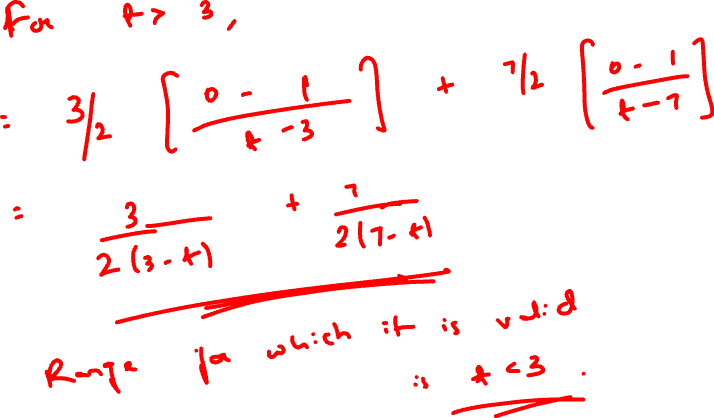 For t > 3,
= 3/2 [ (0 - 1)/(t - 3) ] + 7/2 [ (0 - 1)/(t - 7) ]
= 3/(2(3 - t)) + 7/(2(7 - t))
Range for which it is valid
is t < 3.